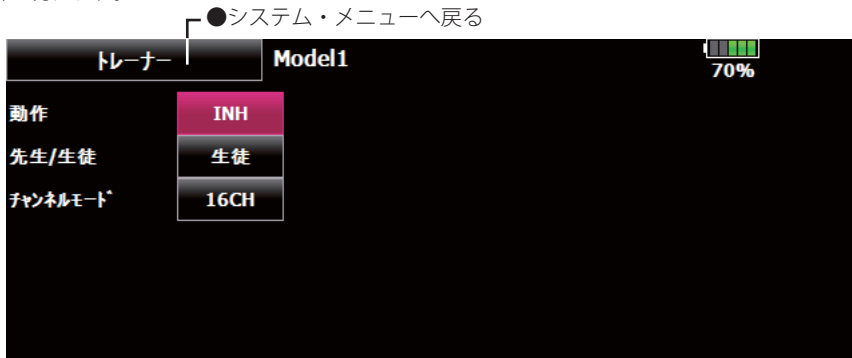 ●システム・メニューへ戻る
ﾄﾚｰﾅｰ Model1
70%
動作 INH
先生/生徒 生徒
ﾁｬﾝﾈﾙﾓｰﾄﾞ 16CH